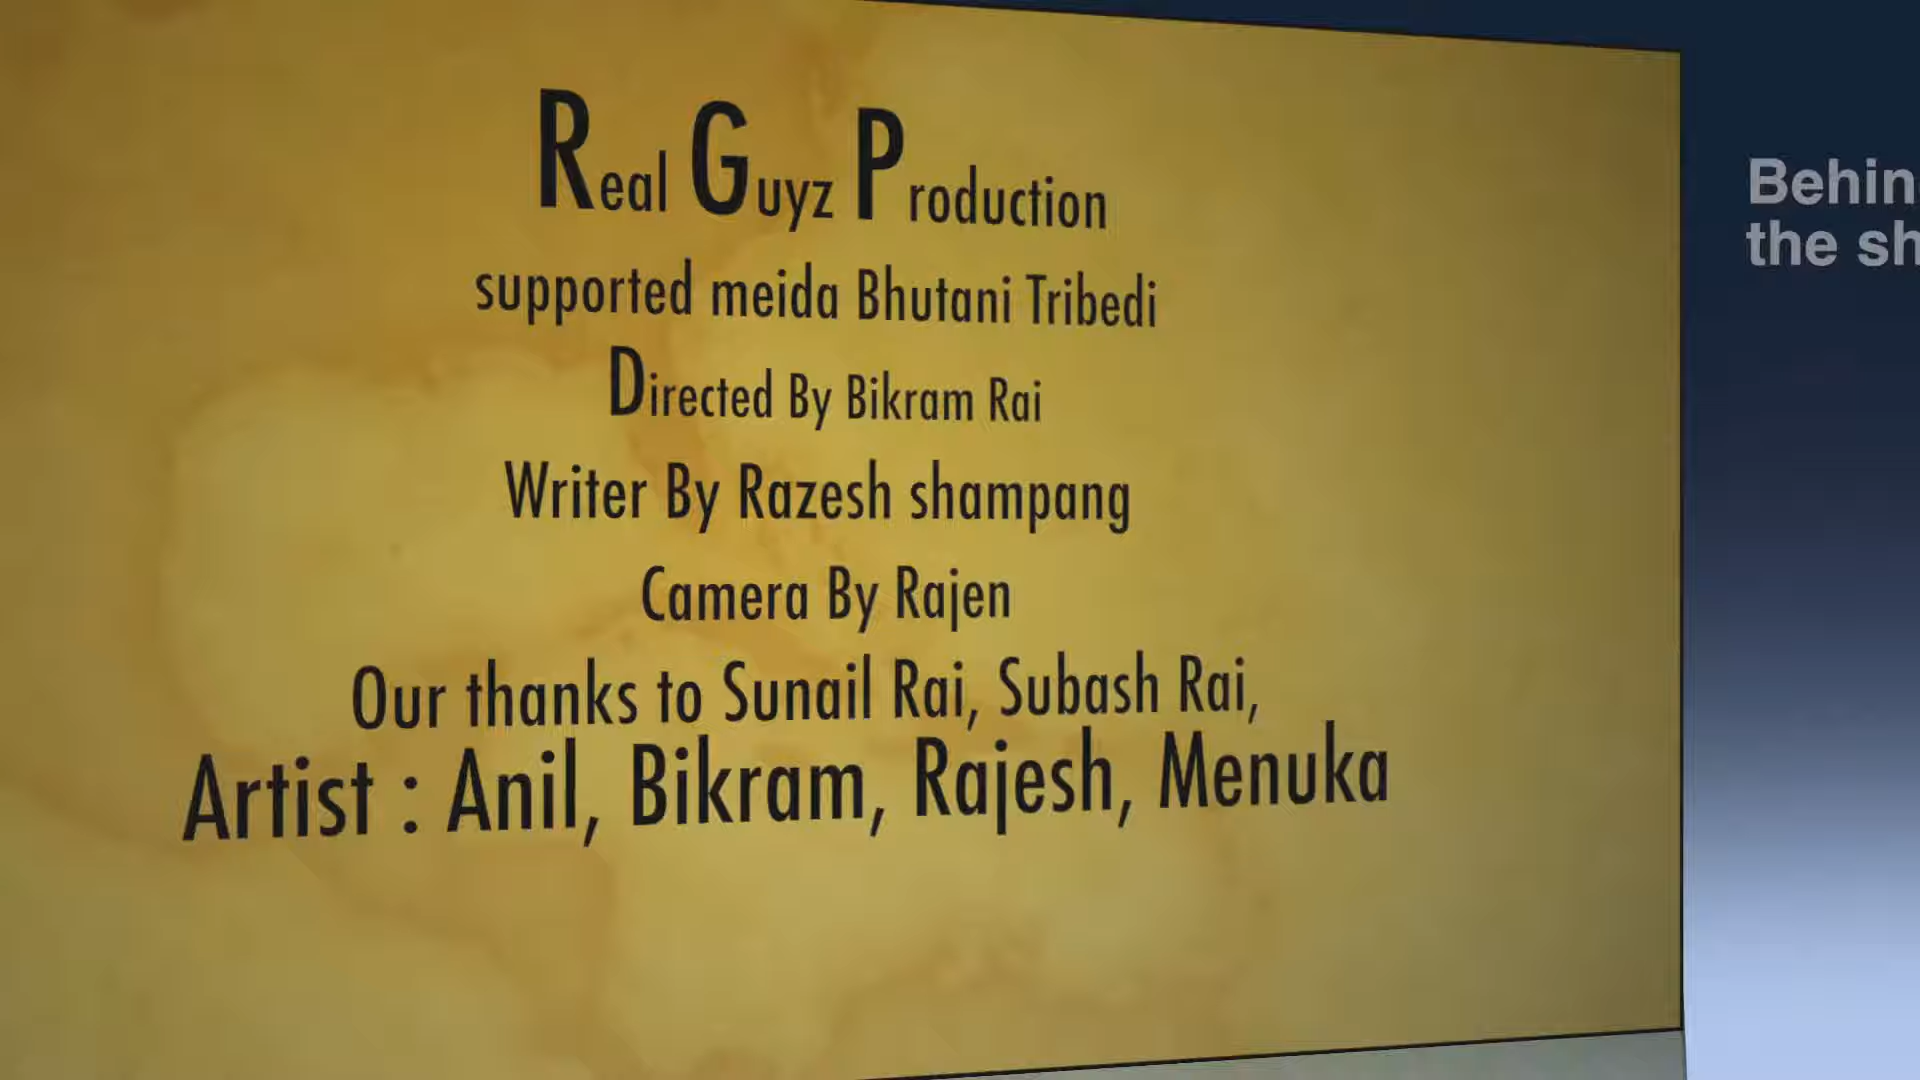 Real Guyz Production
supported meida Bhutani Tribedi
Directed By Bikram Rai
Writer By Razesh shampang
Camera By Rajen
Our thanks to Sunail Rai, Subash Rai,
Artist : Anil, Bikram, Rajesh, Menuka
the